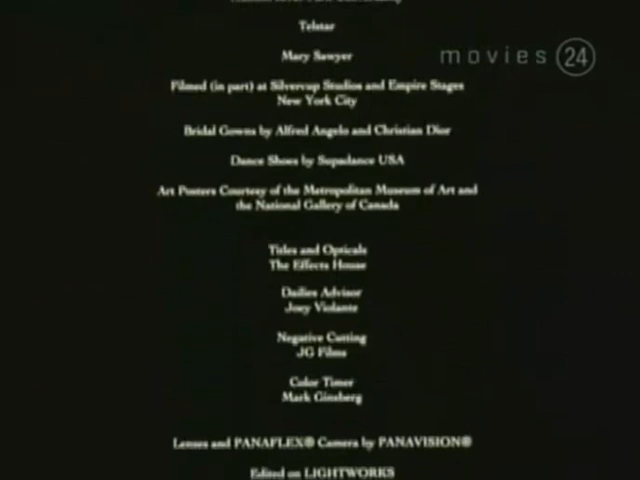 Telstar
movies 24
Mary Sawyer
Filmed (in part) at Silvercup Studios and Empire Stages
New York City
Bridal Gowns by Alfred Angelo and Christian Dior
Dance Shoes by Supadance USA
Art Posters Courtesy of the Metropolitan Museum of Art and
the National Gallery of Canada
Titles and Opticals
The Effects House
Dailies Advisor
Joey Violante
Negative Cutting
JG Films
Color Timer
Mark Ginsberg
Lenses and PANAFLEX® Camera by PANAVISION®
Edited on LIGHTWORKS